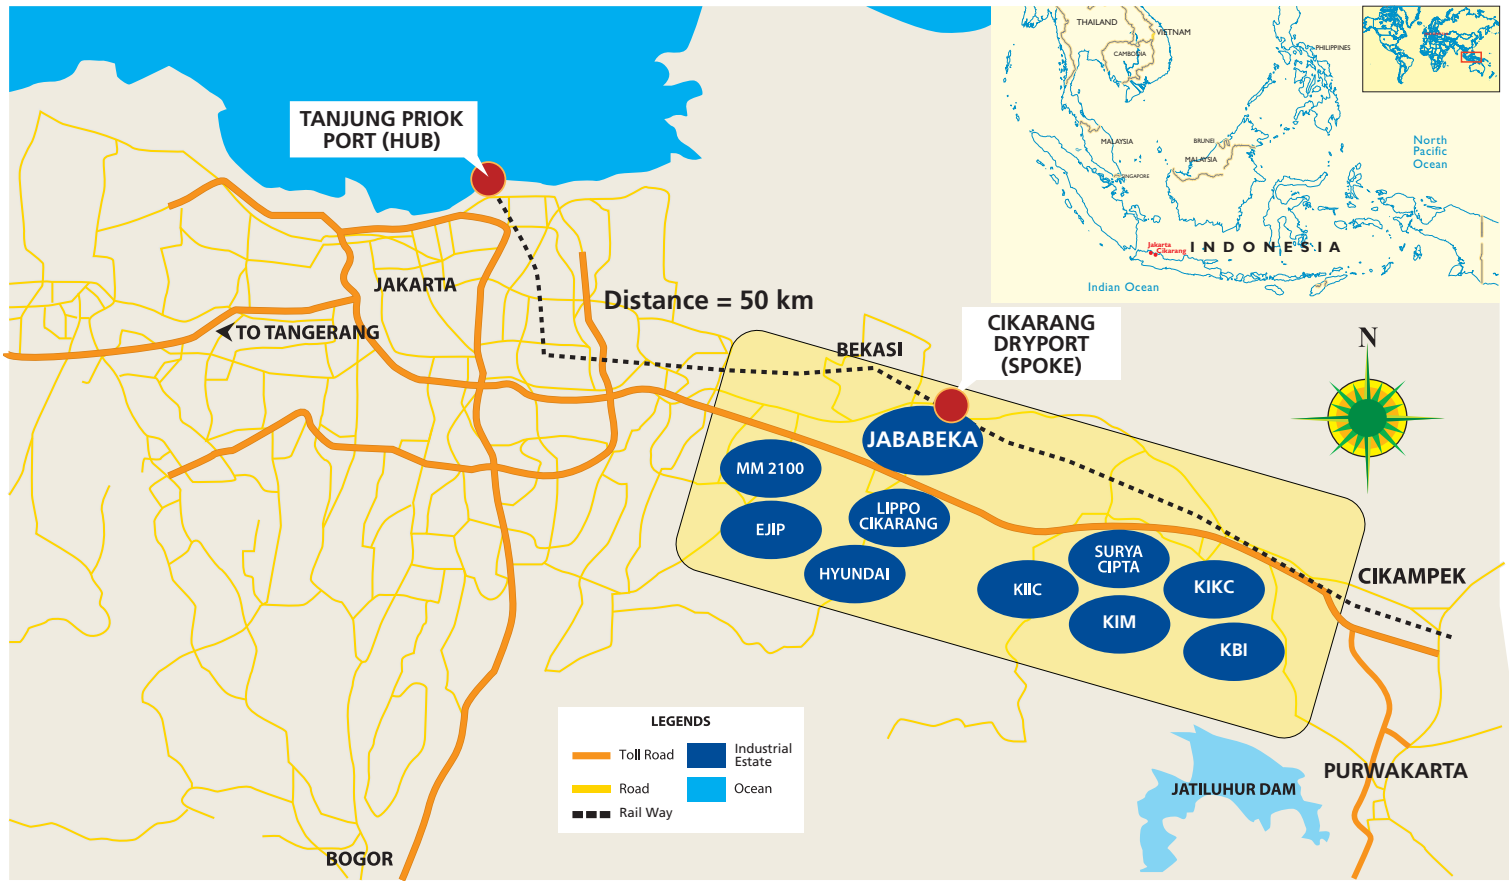 THAILAND
VIETNAM
CAMBODIA
PHILIPPINES
MALAYSIA
BRUNEI
MALAYSIA
SINGAPORE
North
Pacific
Ocean
Jakarta
Cikarang
INDONESIA
Indian Ocean
TANJUNG PRIOK
PORT (HUB)
JAKARTA
TO TANGERANG
Distance = 50 km
BEKASI
CIKARANG
DRYPORT
(SPOKE)
N
JABABEKA
MM 2100
EJIP
LIPPO
CIKARANG
HYUNDAI
KIIC
SURYA
CIPTA
KIM
KIKC
KBI
CIKAMPEK
PURWAKARTA
JATILUHUR DAM
BOGOR
LEGENDS
Toll Road
Industrial
Estate
Road
Ocean
Rail Way